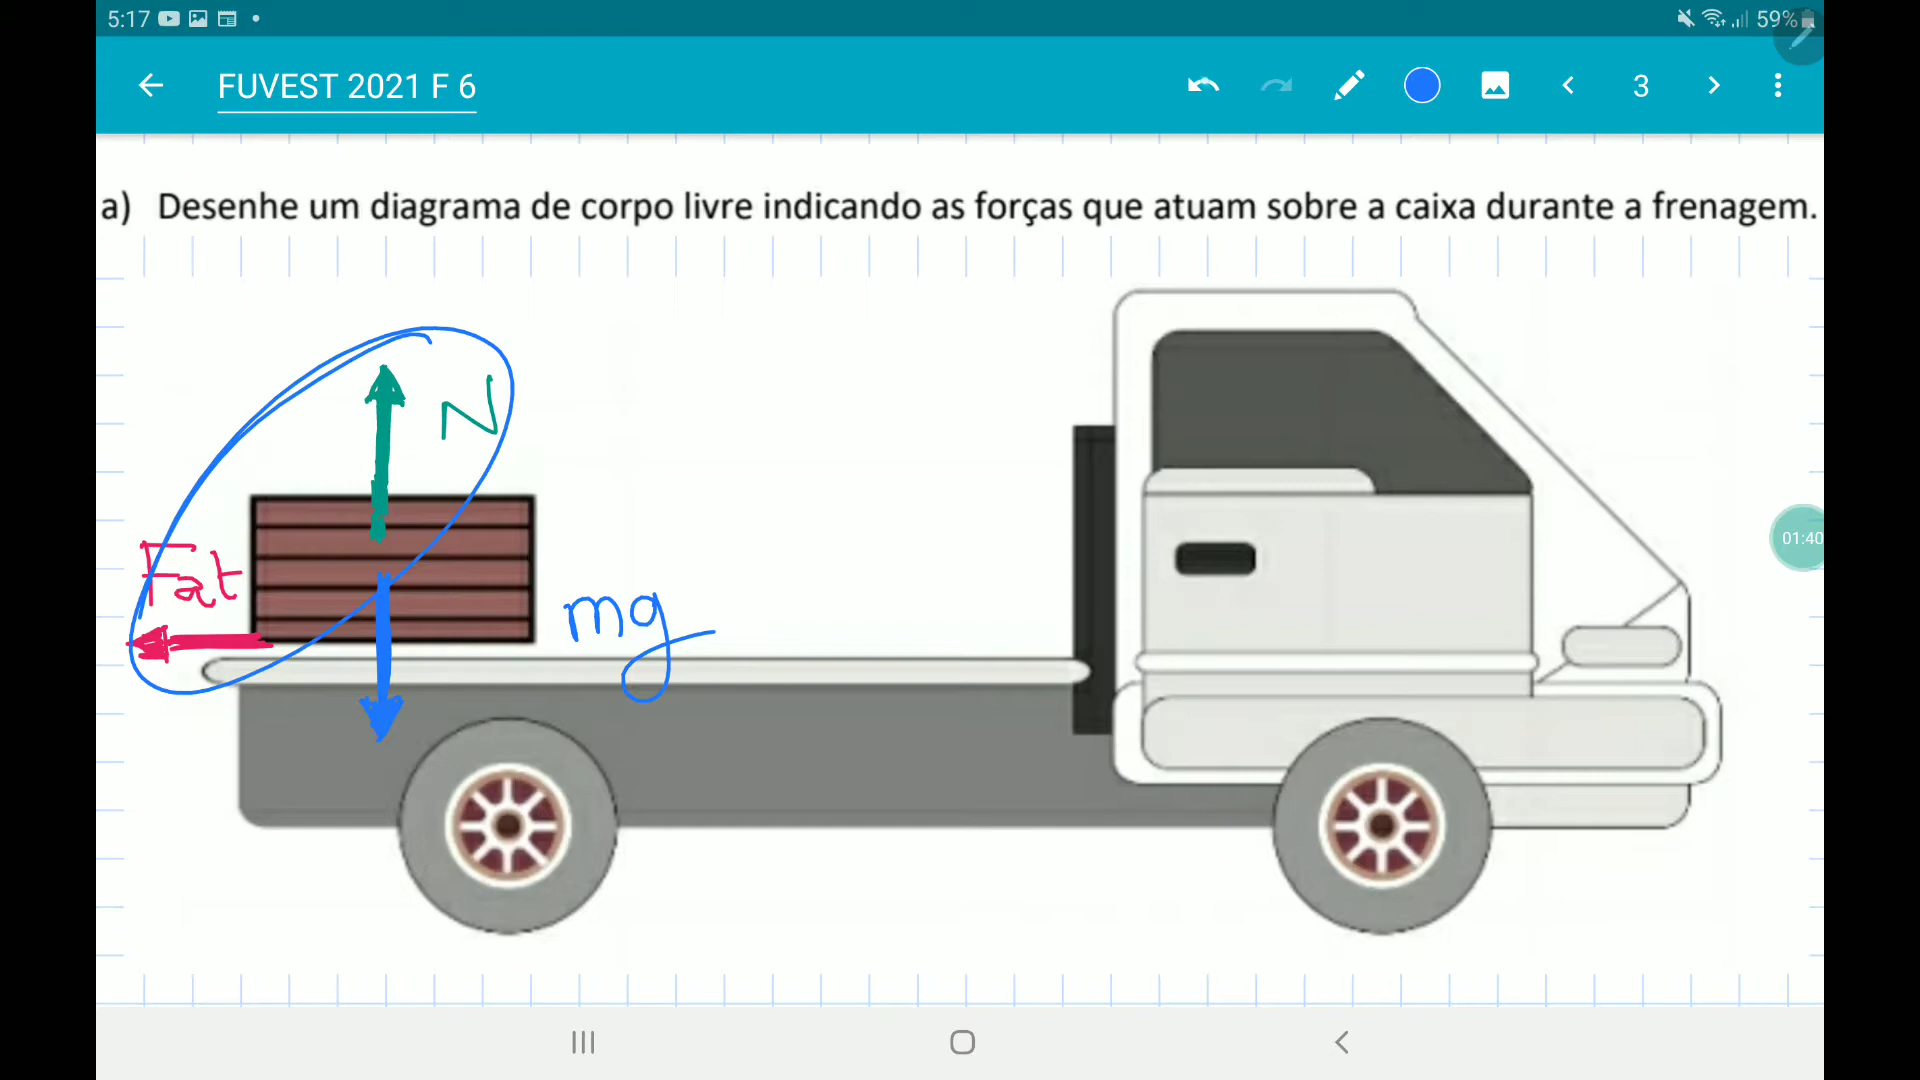 5:17
59%
FUVEST 2021 F 6
3
a) Desenhe um diagrama de corpo livre indicando as forças que atuam sobre a caixa durante a frenagem.
N
Fat
mg
01:40